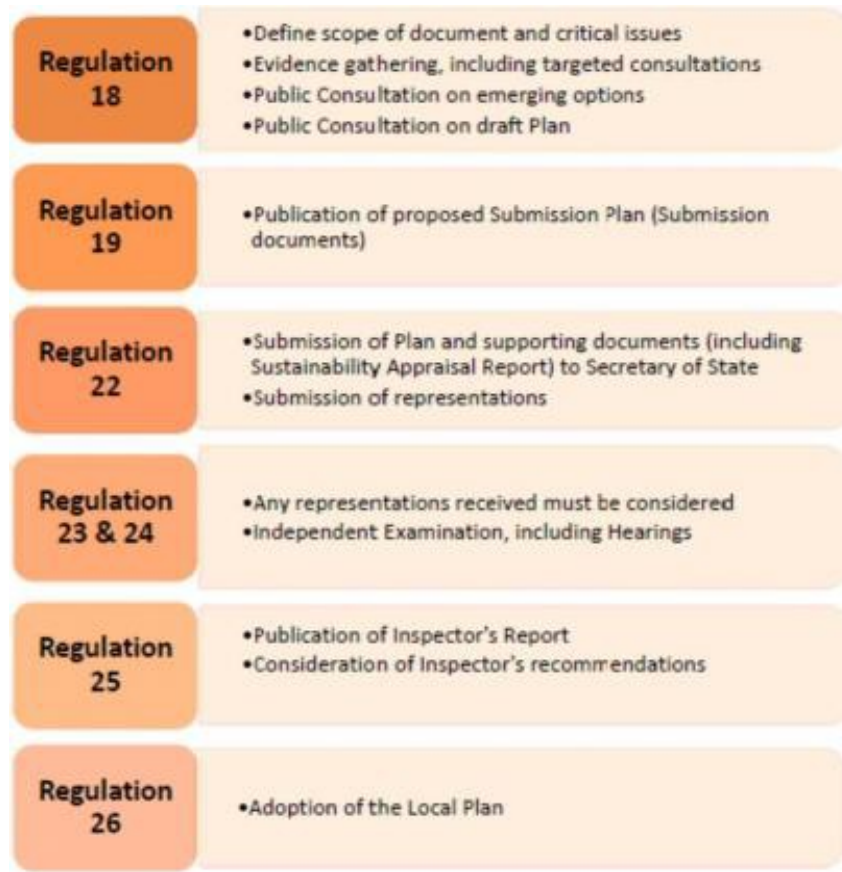 Regulation
18
•Define scope of document and critical issues
•Evidence gathering, including targeted consultations
•Public Consultation on emerging options
•Public Consultation on draft Plan
Regulation
19
•Publication of proposed Submission Plan (Submission
documents)
Regulation
22
•Submission of Plan and supporting documents (including
Sustainability Appraisal Report) to Secretary of State
•Submission of representations
Regulation
23 & 24
•Any representations received must be considered
•Independent Examination, including Hearings
Regulation
25
•Publication of Inspector's Report
•Consideration of Inspector's recommendations
Regulation
26
•Adoption of the Local Plan